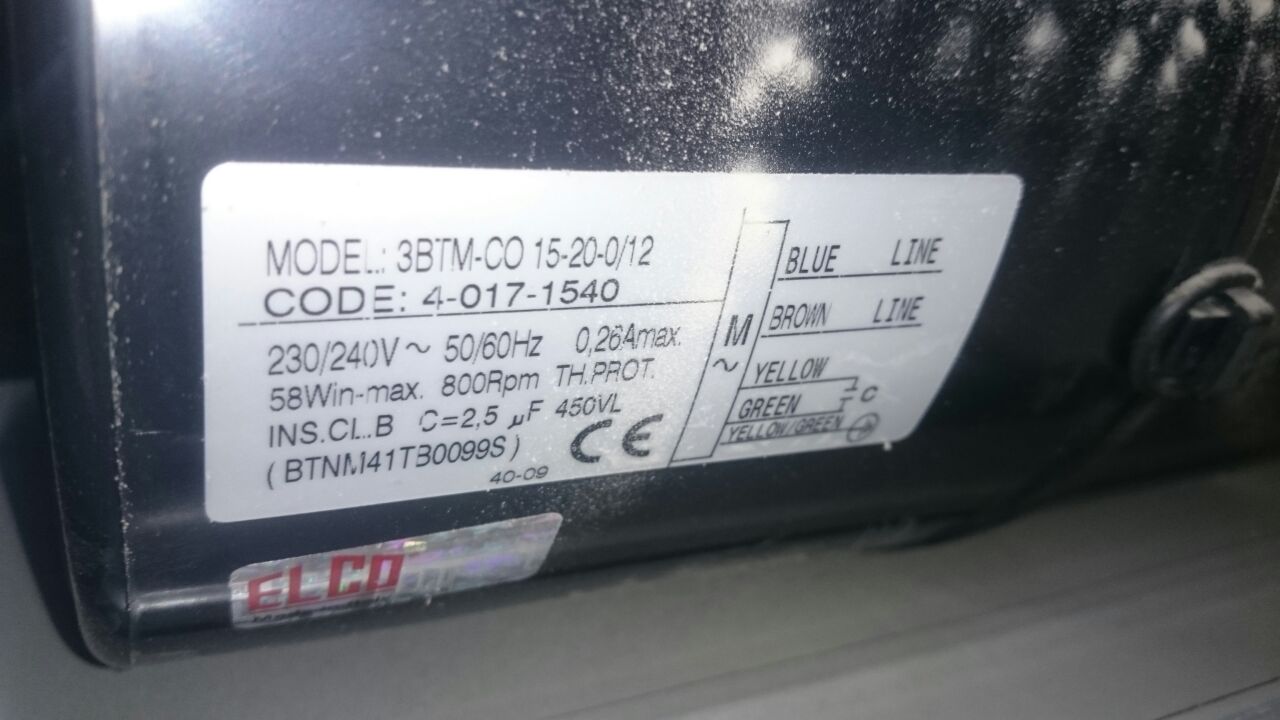 MODEL: 3BTM-CO 15-20-0/12
CODE: 4-017-1540
230/240V ~ 50/60Hz 0,26Amax.
58Win-max. 800Rpm TH.PROT.
INS.CL.B C=2,5 µF 450VL
(BTNM41TB0099S)
40-09
CE
M
~
BLUE LINE
BROWN LINE
YELLOW
GREEN
C
YELLOW/GREEN
ELCO